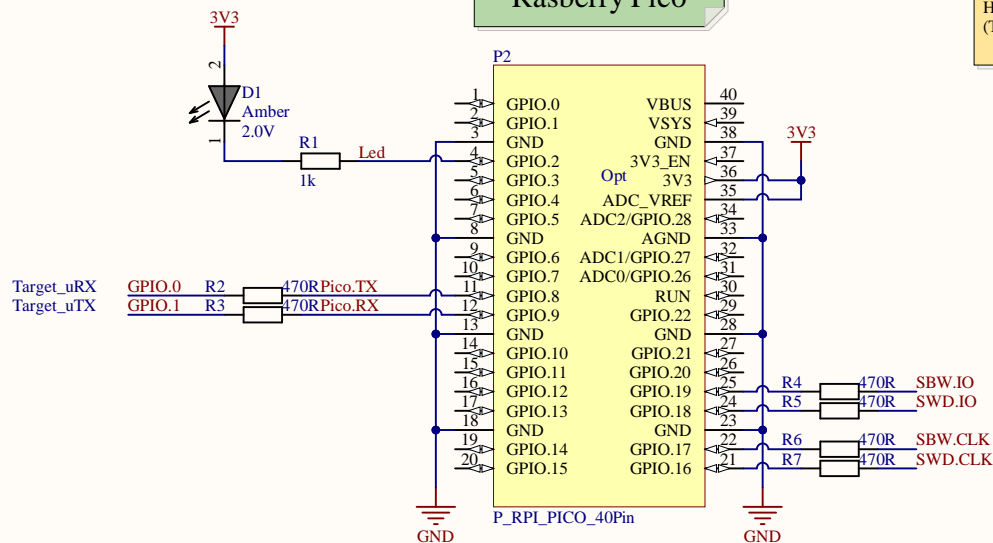 Rasberry Pico
H
(T
3V3
P2
2
D1
Amber
2.0V
1
R1
Led
1k
1 GPIO.0 VBUS 40
2 GPIO.1 VSYS 39
3 GND GND 38
4 GPIO.2 3V3_EN 37
5 GPIO.3 Opt 3V3 36
6 GPIO.4 ADC_VREF 35
7 GPIO.5 ADC2/GPIO.28 34
8 GND AGND 33
9 GPIO.6 ADC1/GPIO.27 32
10 GPIO.7 ADC0/GPIO.26 31
11 GPIO.8 RUN 30
12 GPIO.9 GPIO.22 29
13 GND GND 28
14 GPIO.10 GPIO.21 27
15 GPIO.11 GPIO.20 26
16 GPIO.12 GPIO.19 25
17 GPIO.13 GPIO.18 24
18 GND GND 23
19 GPIO.14 GPIO.17 22
20 GPIO.15 GPIO.16 21
3V3
Target_uRX GPIO.0 R2 470R Pico.TX
Target_uTX GPIO.1 R3 470R Pico.RX
R4 470R SBW.IO
R5 470R SWD.IO
R6 470R SBW.CLK
R7 470R SWD.CLK
P_RPI_PICO_40Pin
GND
GND